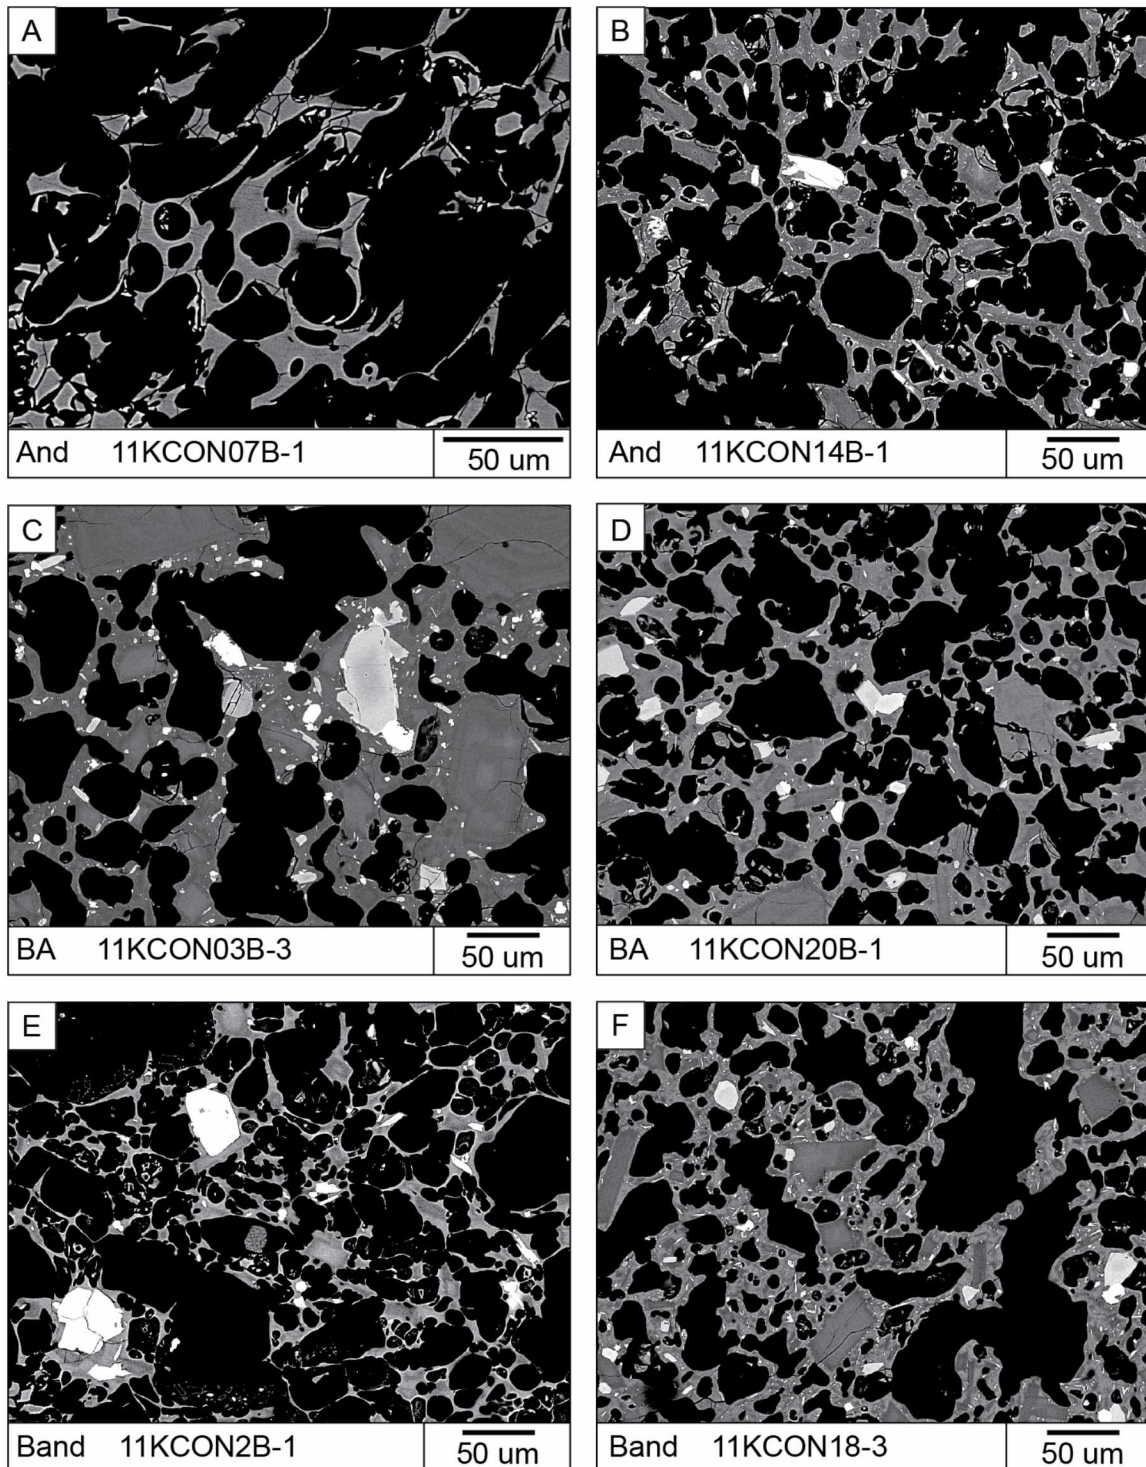 A
B
And 11KCON07B-1 50 um
And 11KCON14B-1 50 um
C
D
BA 11KCON03B-3 50 um
BA 11KCON20B-1 50 um
E
F
Band 11KCON2B-1 50 um
Band 11KCON18-3 50 um